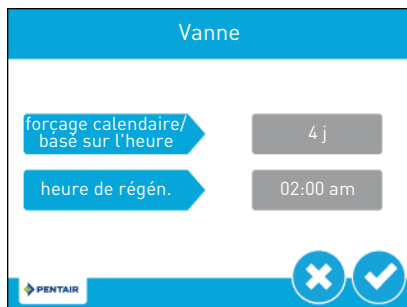 Vanne
forçage calendaire/
basé sur l'heure
4 j
heure de régén.
02:00 am
PENTAIR